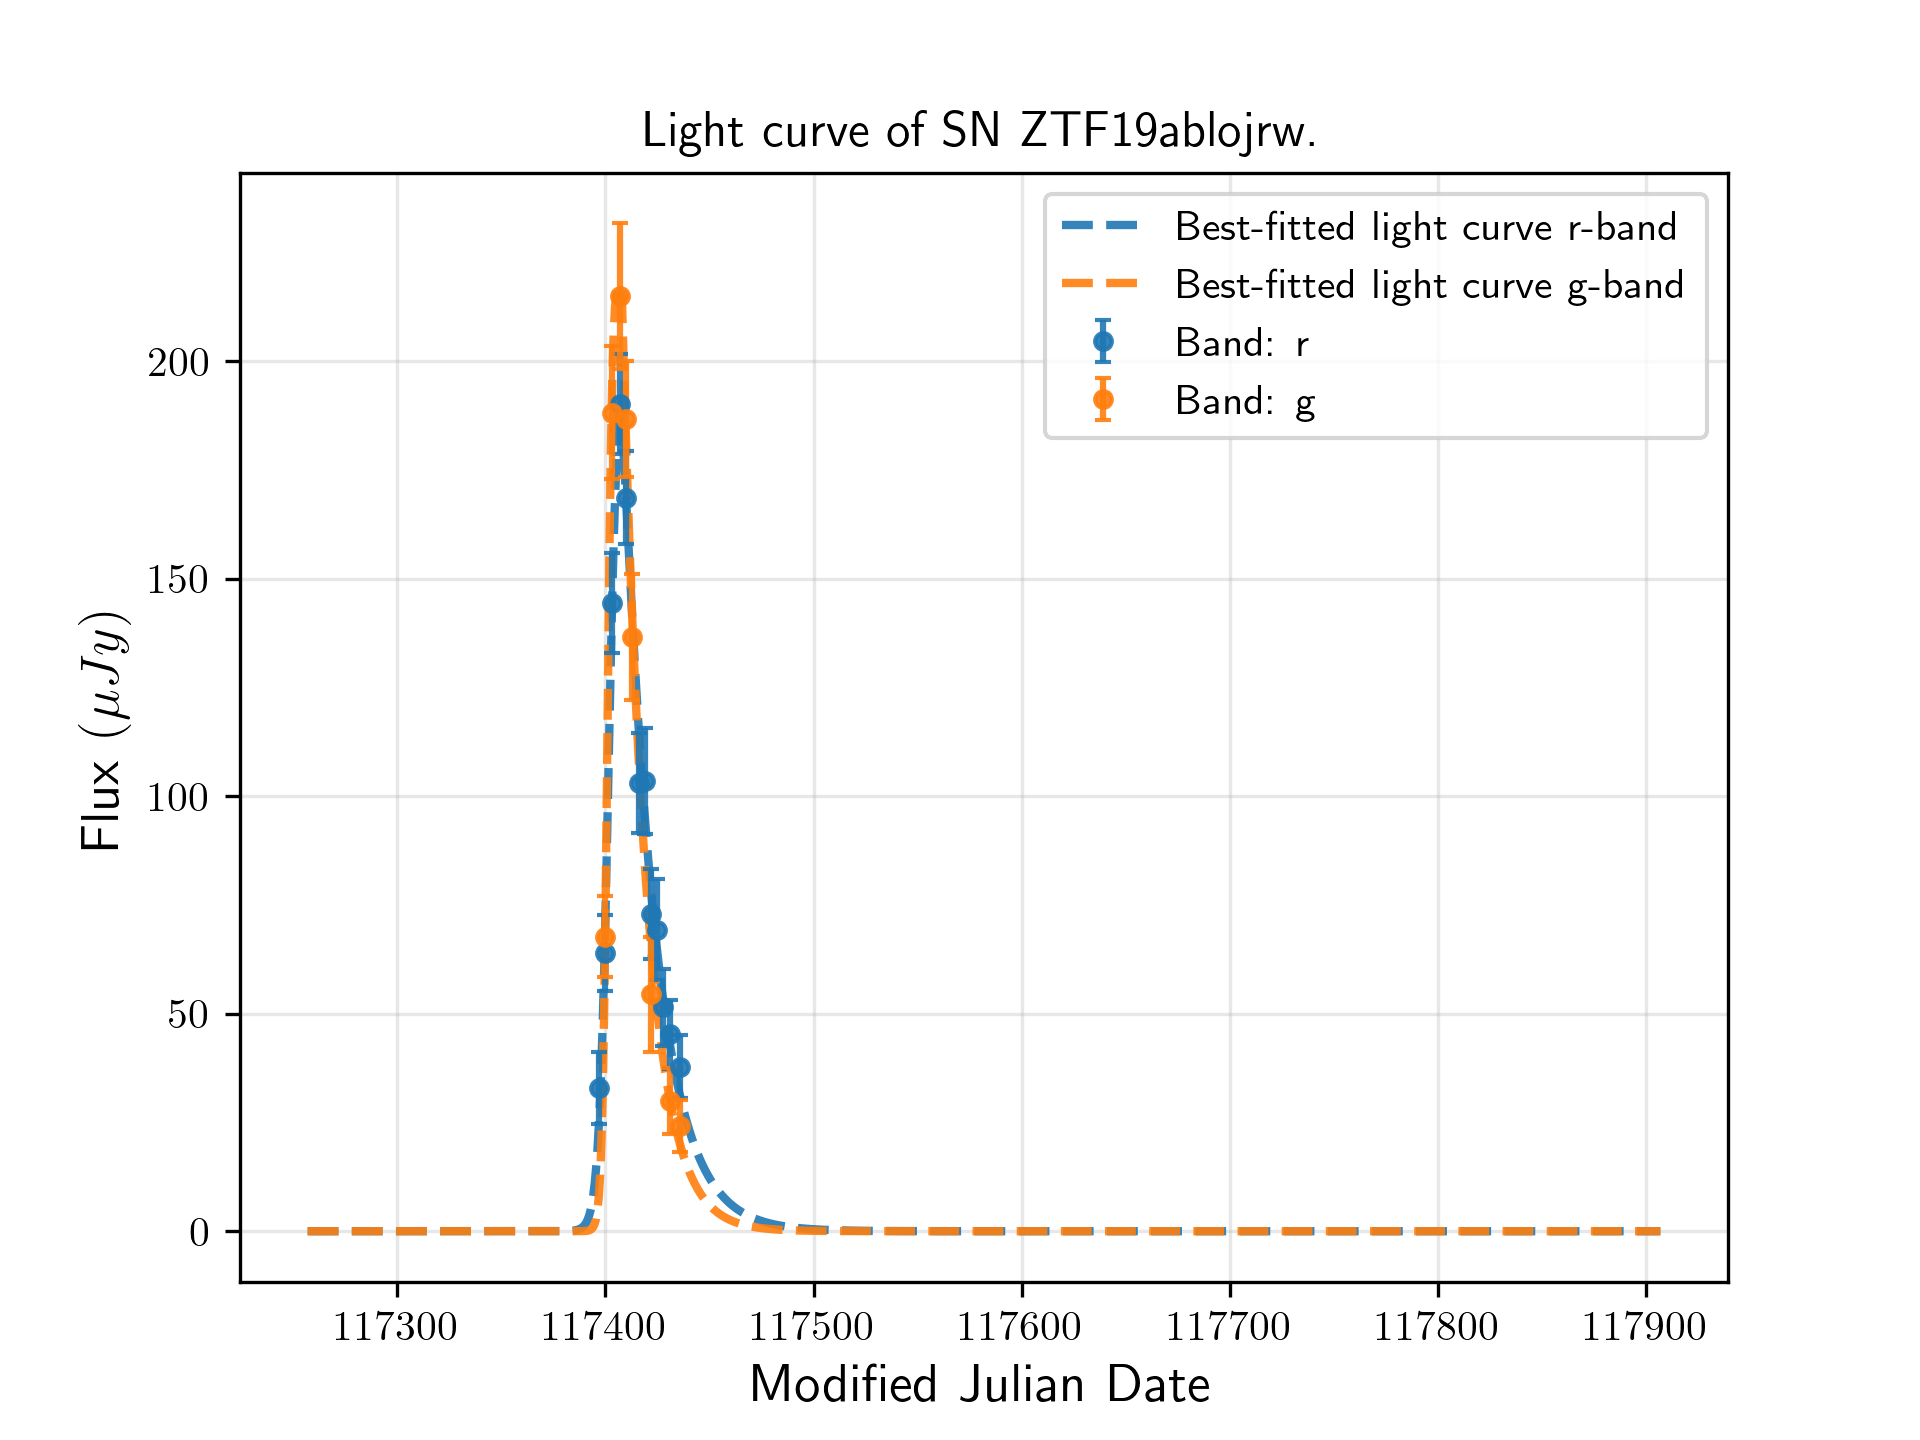 Light curve of SN ZTF19ablojrw.
Best-fitted light curve r-band
Best-fitted light curve g-band
Band: r
Band: g
Flux (μJy)
200
150
100
50
0
117300 117400 117500 117600 117700 117800 117900
Modified Julian Date